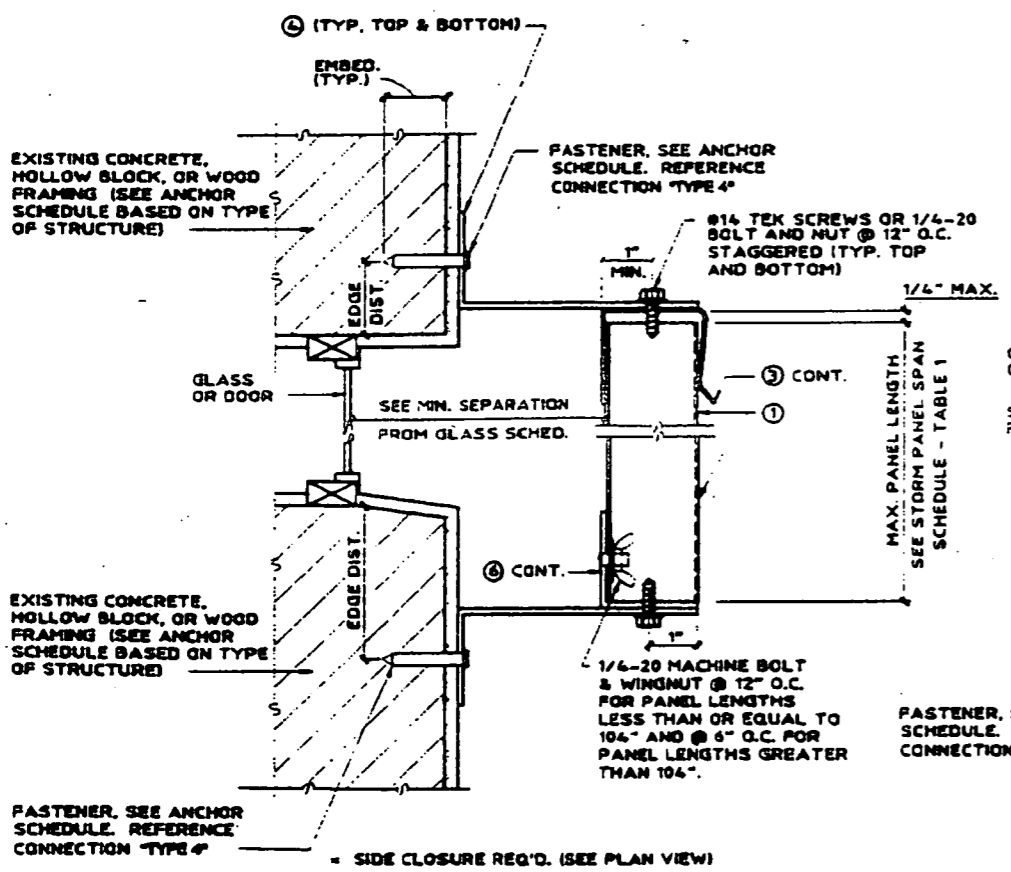 ④ (TYP. TOP & BOTTOM)
EMBED.
(TYP.)
EXISTING CONCRETE,
HOLLOW BLOCK, OR WOOD
FRAMING (SEE ANCHOR
SCHEDULE BASED ON TYPE
OF STRUCTURE)
FASTENER, SEE ANCHOR
SCHEDULE. REFERENCE
CONNECTION "TYPE 4"
#14 TEK SCREWS OR 1/4-20
BOLT AND NUT @ 12" O.C.
STAGGERED (TYP. TOP
AND BOTTOM)
1"
MIN.
1/4" MAX.
EDGE
DIST.
GLASS
OR DOOR
SEE MIN. SEPARATION
FROM GLASS SCHED.
③ CONT.
①
MAX. PANEL LENGTH
SEE STORM PANEL SPAN
SCHEDULE - TABLE 1
EDGE DIST.
⑥ CONT.
EXISTING CONCRETE,
HOLLOW BLOCK, OR WOOD
FRAMING (SEE ANCHOR
SCHEDULE BASED ON TYPE
OF STRUCTURE)
1"
1/4-20 MACHINE BOLT
& WINGNUT @ 12" O.C.
FOR PANEL LENGTHS
LESS THAN OR EQUAL TO
104" AND @ 6" O.C. FOR
PANEL LENGTHS GREATER
THAN 104".
FASTENER,
SCHEDULE.
CONNECTION
FASTENER, SEE ANCHOR
SCHEDULE. REFERENCE
CONNECTION "TYPE 4"
= SIDE CLOSURE REQ'D. (SEE PLAN VIEW)